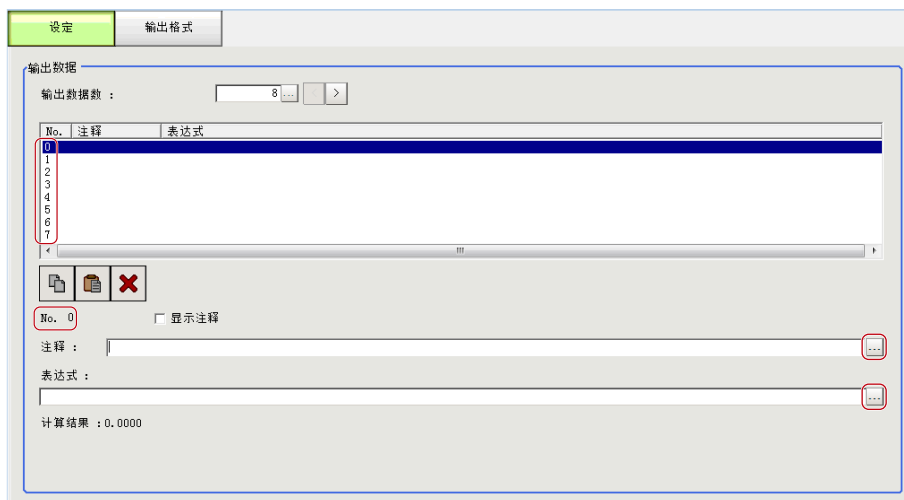 设定 输出格式
输出数据
输出数据数 : 8 ... < >
No. 注释 表达式
0
1
2
3
4
5
6
7
No. 0 显示注释
注释 : ...
表达式 :
...
计算结果 :0.0000